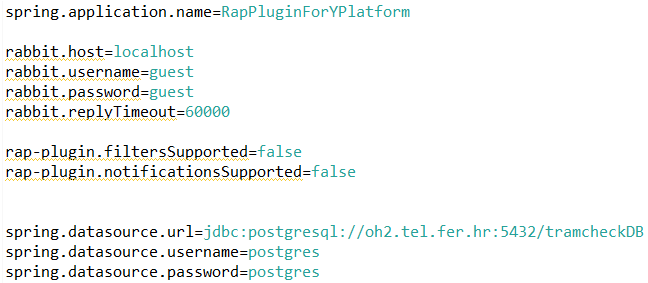 spring.application.name=RapPluginForYPlatform
rabbit.host=localhost
rabbit.username=guest
rabbit.password=guest
rabbit.replyTimeout=60000
rap-plugin.filtersSupported=false
rap-plugin.notificationsSupported=false
spring.datasource.url=jdbc:postgresql://oh2.tel.fer.hr:5432/tramcheckDB
spring.datasource.username=postgres
spring.datasource.password=postgres